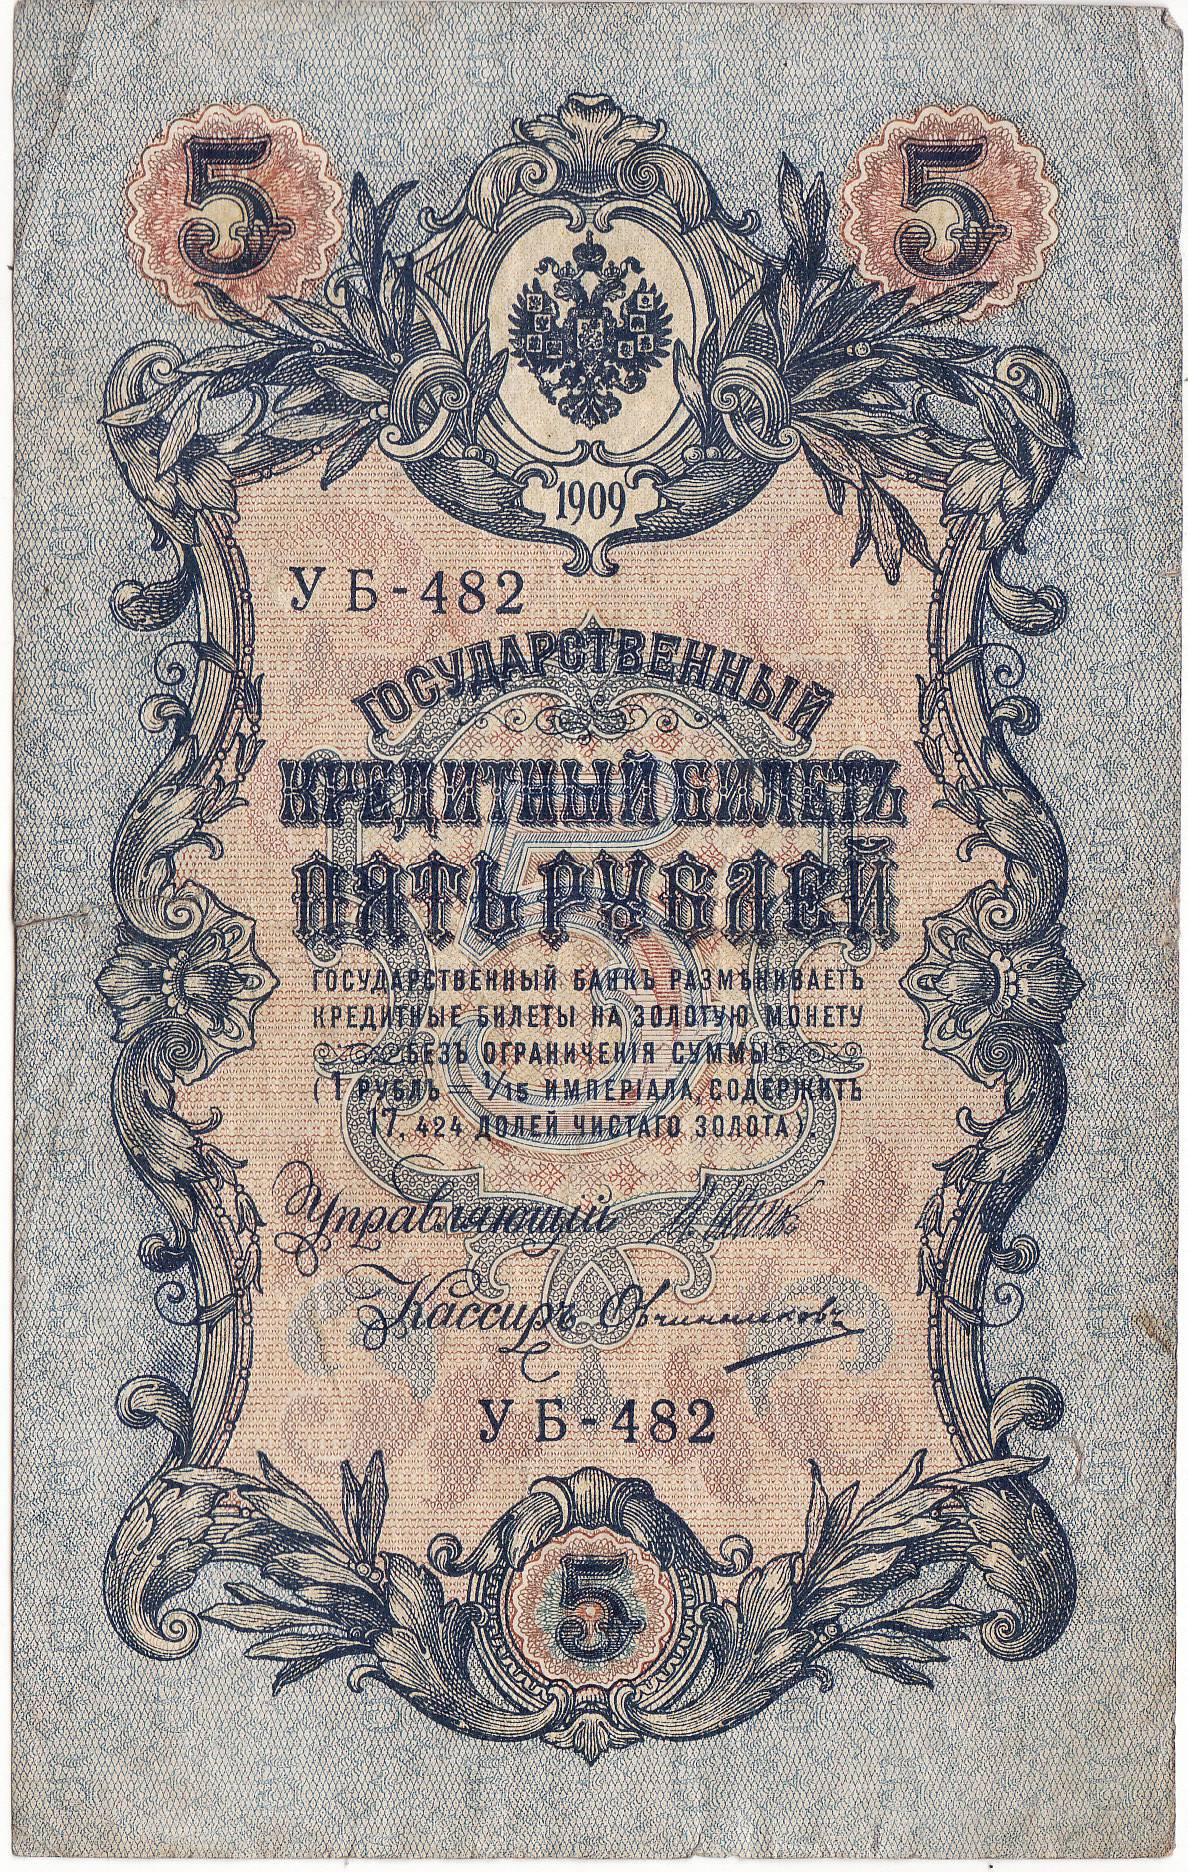 5 5
1909
УБ-482
ГОСУДАРСТВЕННЫЙ
КРЕДИТНЫЙ БИЛЕТЪ
ПЯТЬ РУБЛЕЙ
ГОСУДАРСТВЕННЫЙ БАНКЪ РАЗМѢНИВАЕТЪ
КРЕДИТНЫЕ БИЛЕТЫ НА ЗОЛОТУЮ МОНЕТУ
БЕЗЪ ОГРАНИЧЕНІЯ СУММЫ
(1 РУБЛЬ = 1/15 ИМПЕРІАЛА, СОДЕРЖИТЪ
17,424 ДОЛЕЙ ЧИСТАГО ЗОЛОТА).
Управляющій
Кассиръ Овчинниковъ
УБ-482
5